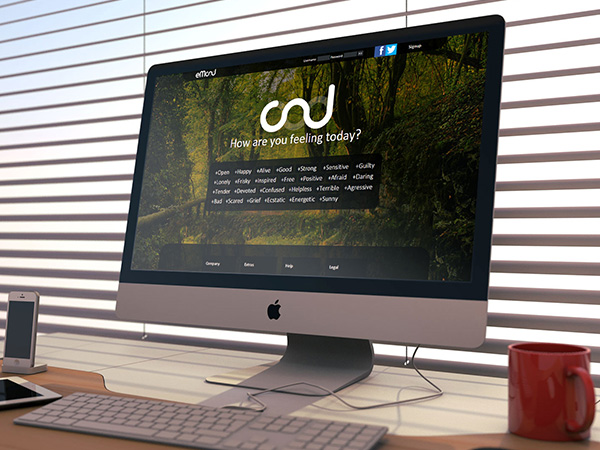 eMood
Username Password Signup
How are you feeling today?
+Open +Happy +Alive +Good +Strong +Sensitive +Guilty
+Lonely +Frisky +Inspired +Free +Positive +Afraid +Daring
+Tender +Devoted +Confused +Helpless +Terrible +Agressive
+Bad +Scared +Grief +Ecstatic +Energetic +Sunny
Company Extras Help Legal